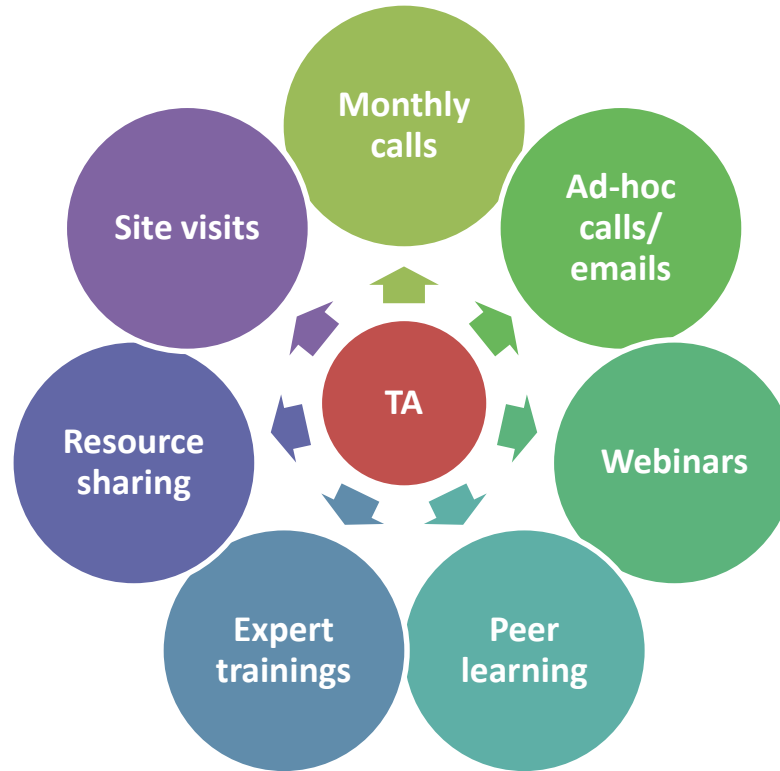 Monthly
calls
Ad-hoc
calls/
emails
Webinars
Peer
learning
Expert
trainings
Resource
sharing
Site visits
TA